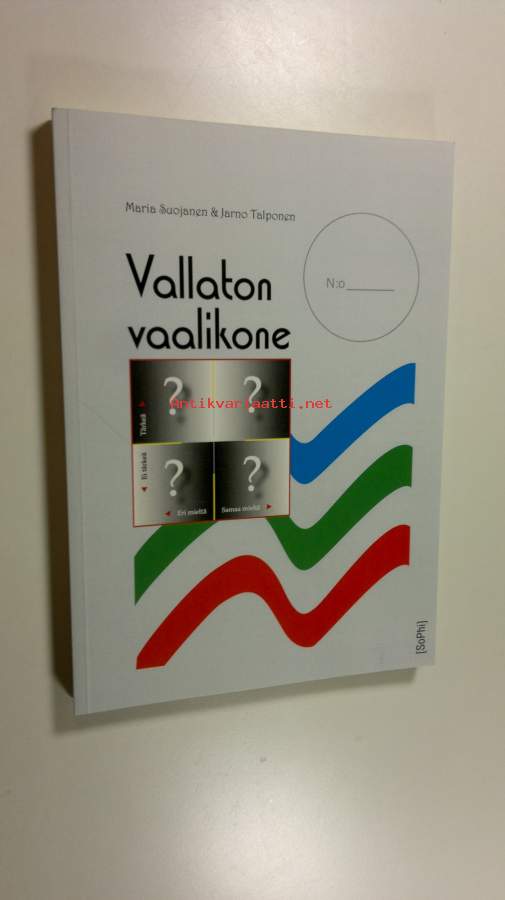 Maria Suojanen & Jarno Talponen
Vallaton
vaalikone
N:o
? ?
Antikvariaatti.net
Tärkeä
Ei tärkeä
? ?
Eri mieltä
Samaa mieltä
[SoPhi]